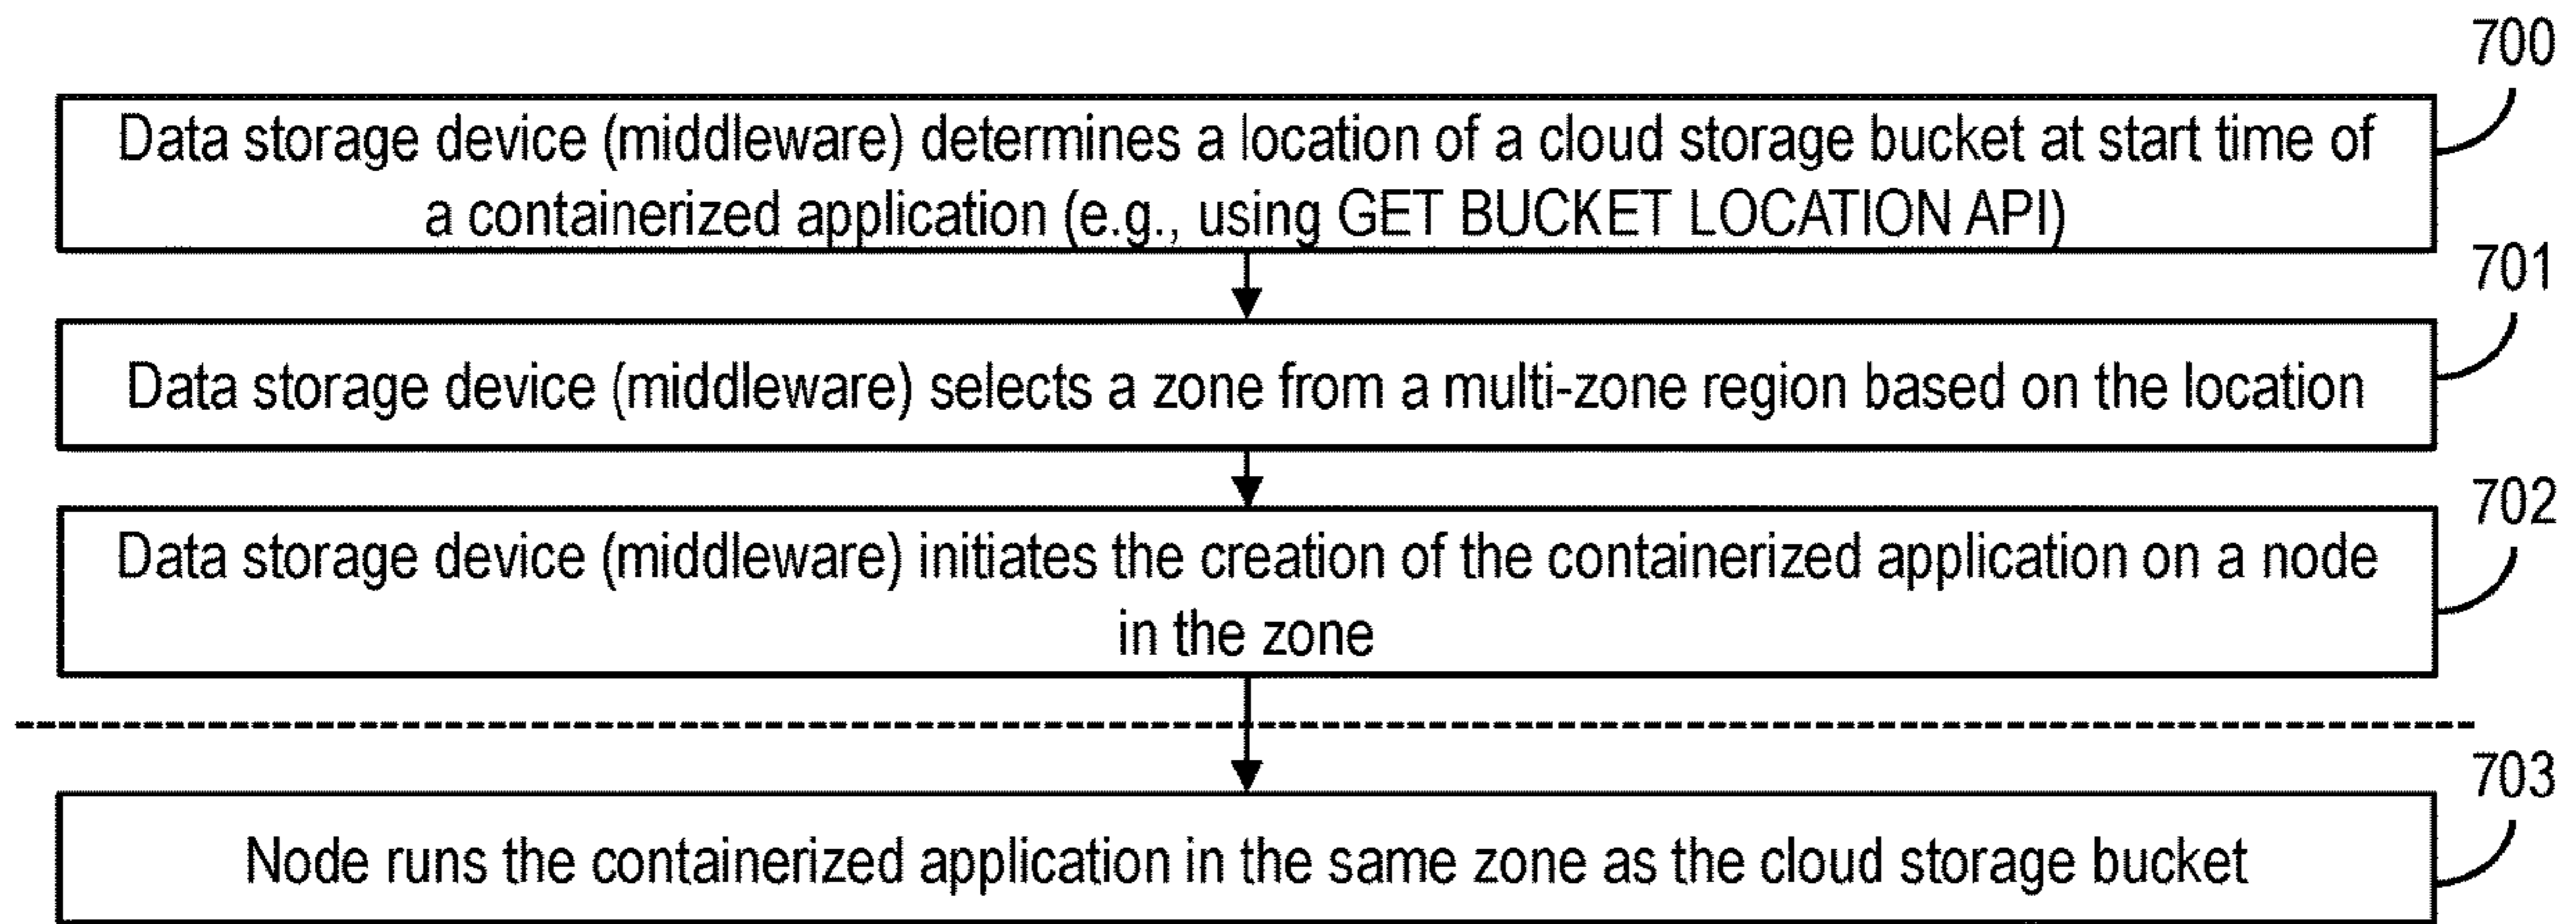 700
Data storage device (middleware) determines a location of a cloud storage bucket at start time of
a containerized application (e.g., using GET BUCKET LOCATION API)
701
Data storage device (middleware) selects a zone from a multi-zone region based on the location
702
Data storage device (middleware) initiates the creation of the containerized application on a node
in the zone
703
Node runs the containerized application in the same zone as the cloud storage bucket